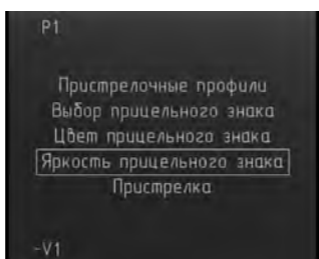 P1
Пристрелочные профили
Выбор прицельного знака
Цвет прицельного знака
Яркость прицельного знака
Пристрелка
-V1